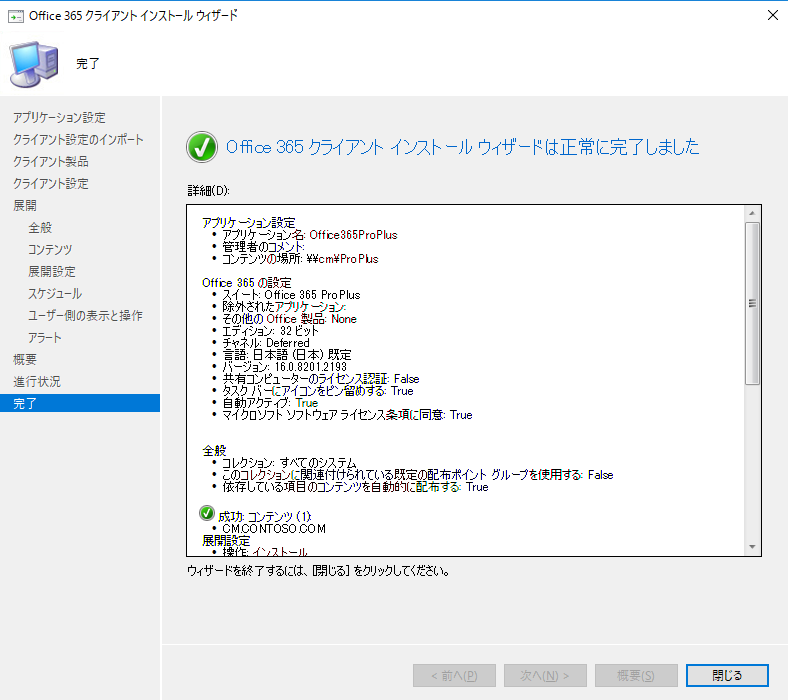 Office 365 クライアント インストール ウィザード
完了
アプリケーション設定
クライアント設定のインポート
クライアント製品
クライアント設定
展開
全般
コンテンツ
展開設定
スケジュール
ユーザー側の表示と操作
アラート
概要
進行状況
完了
Office 365 クライアント インストール ウィザードは正常に完了しました
詳細(D):
アプリケーション設定
• アプリケーション名: Office365ProPlus
• 管理者のコメント:
• コンテンツの場所: ¥¥cm¥ProPlus
Office 365 の設定
• スイート: Office 365 ProPlus
• 除外されたアプリケーション:
• その他の Office 製品: None
• エディション: 32 ビット
• チャネル: Deferred
• 言語: 日本語 (日本) 既定
• バージョン: 16.0.8201.2193
• 共有コンピューターのライセンス認証: False
• タスク バーにアイコンをピン留めする: True
• 自動アクティブ: True
• マイクロソフト ソフトウェア ライセンス条項に同意: True
全般
• コレクション: すべてのシステム
• このコレクションに関連付けられている既定の配布ポイント グループを使用する: False
• 依存している項目のコンテンツを自動的に配布する: True
成功: コンテンツ (1):
• CM.CONTOSO.COM
展開設定
• 操作: インストール
ウィザードを終了するには、[閉じる] をクリックしてください。
< 前へ(P)
次へ(N) >
概要(S)
閉じる